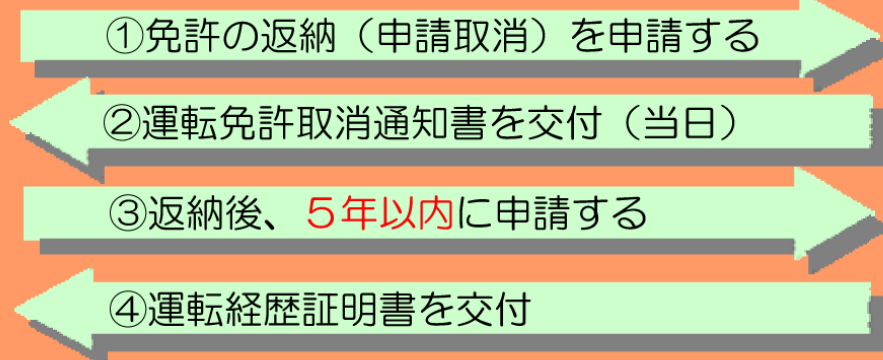 ①免許の返納（申請取消）を申請する
②運転免許取消通知書を交付（当日）
③返納後、５年以内に申請する
④運転経歴証明書を交付